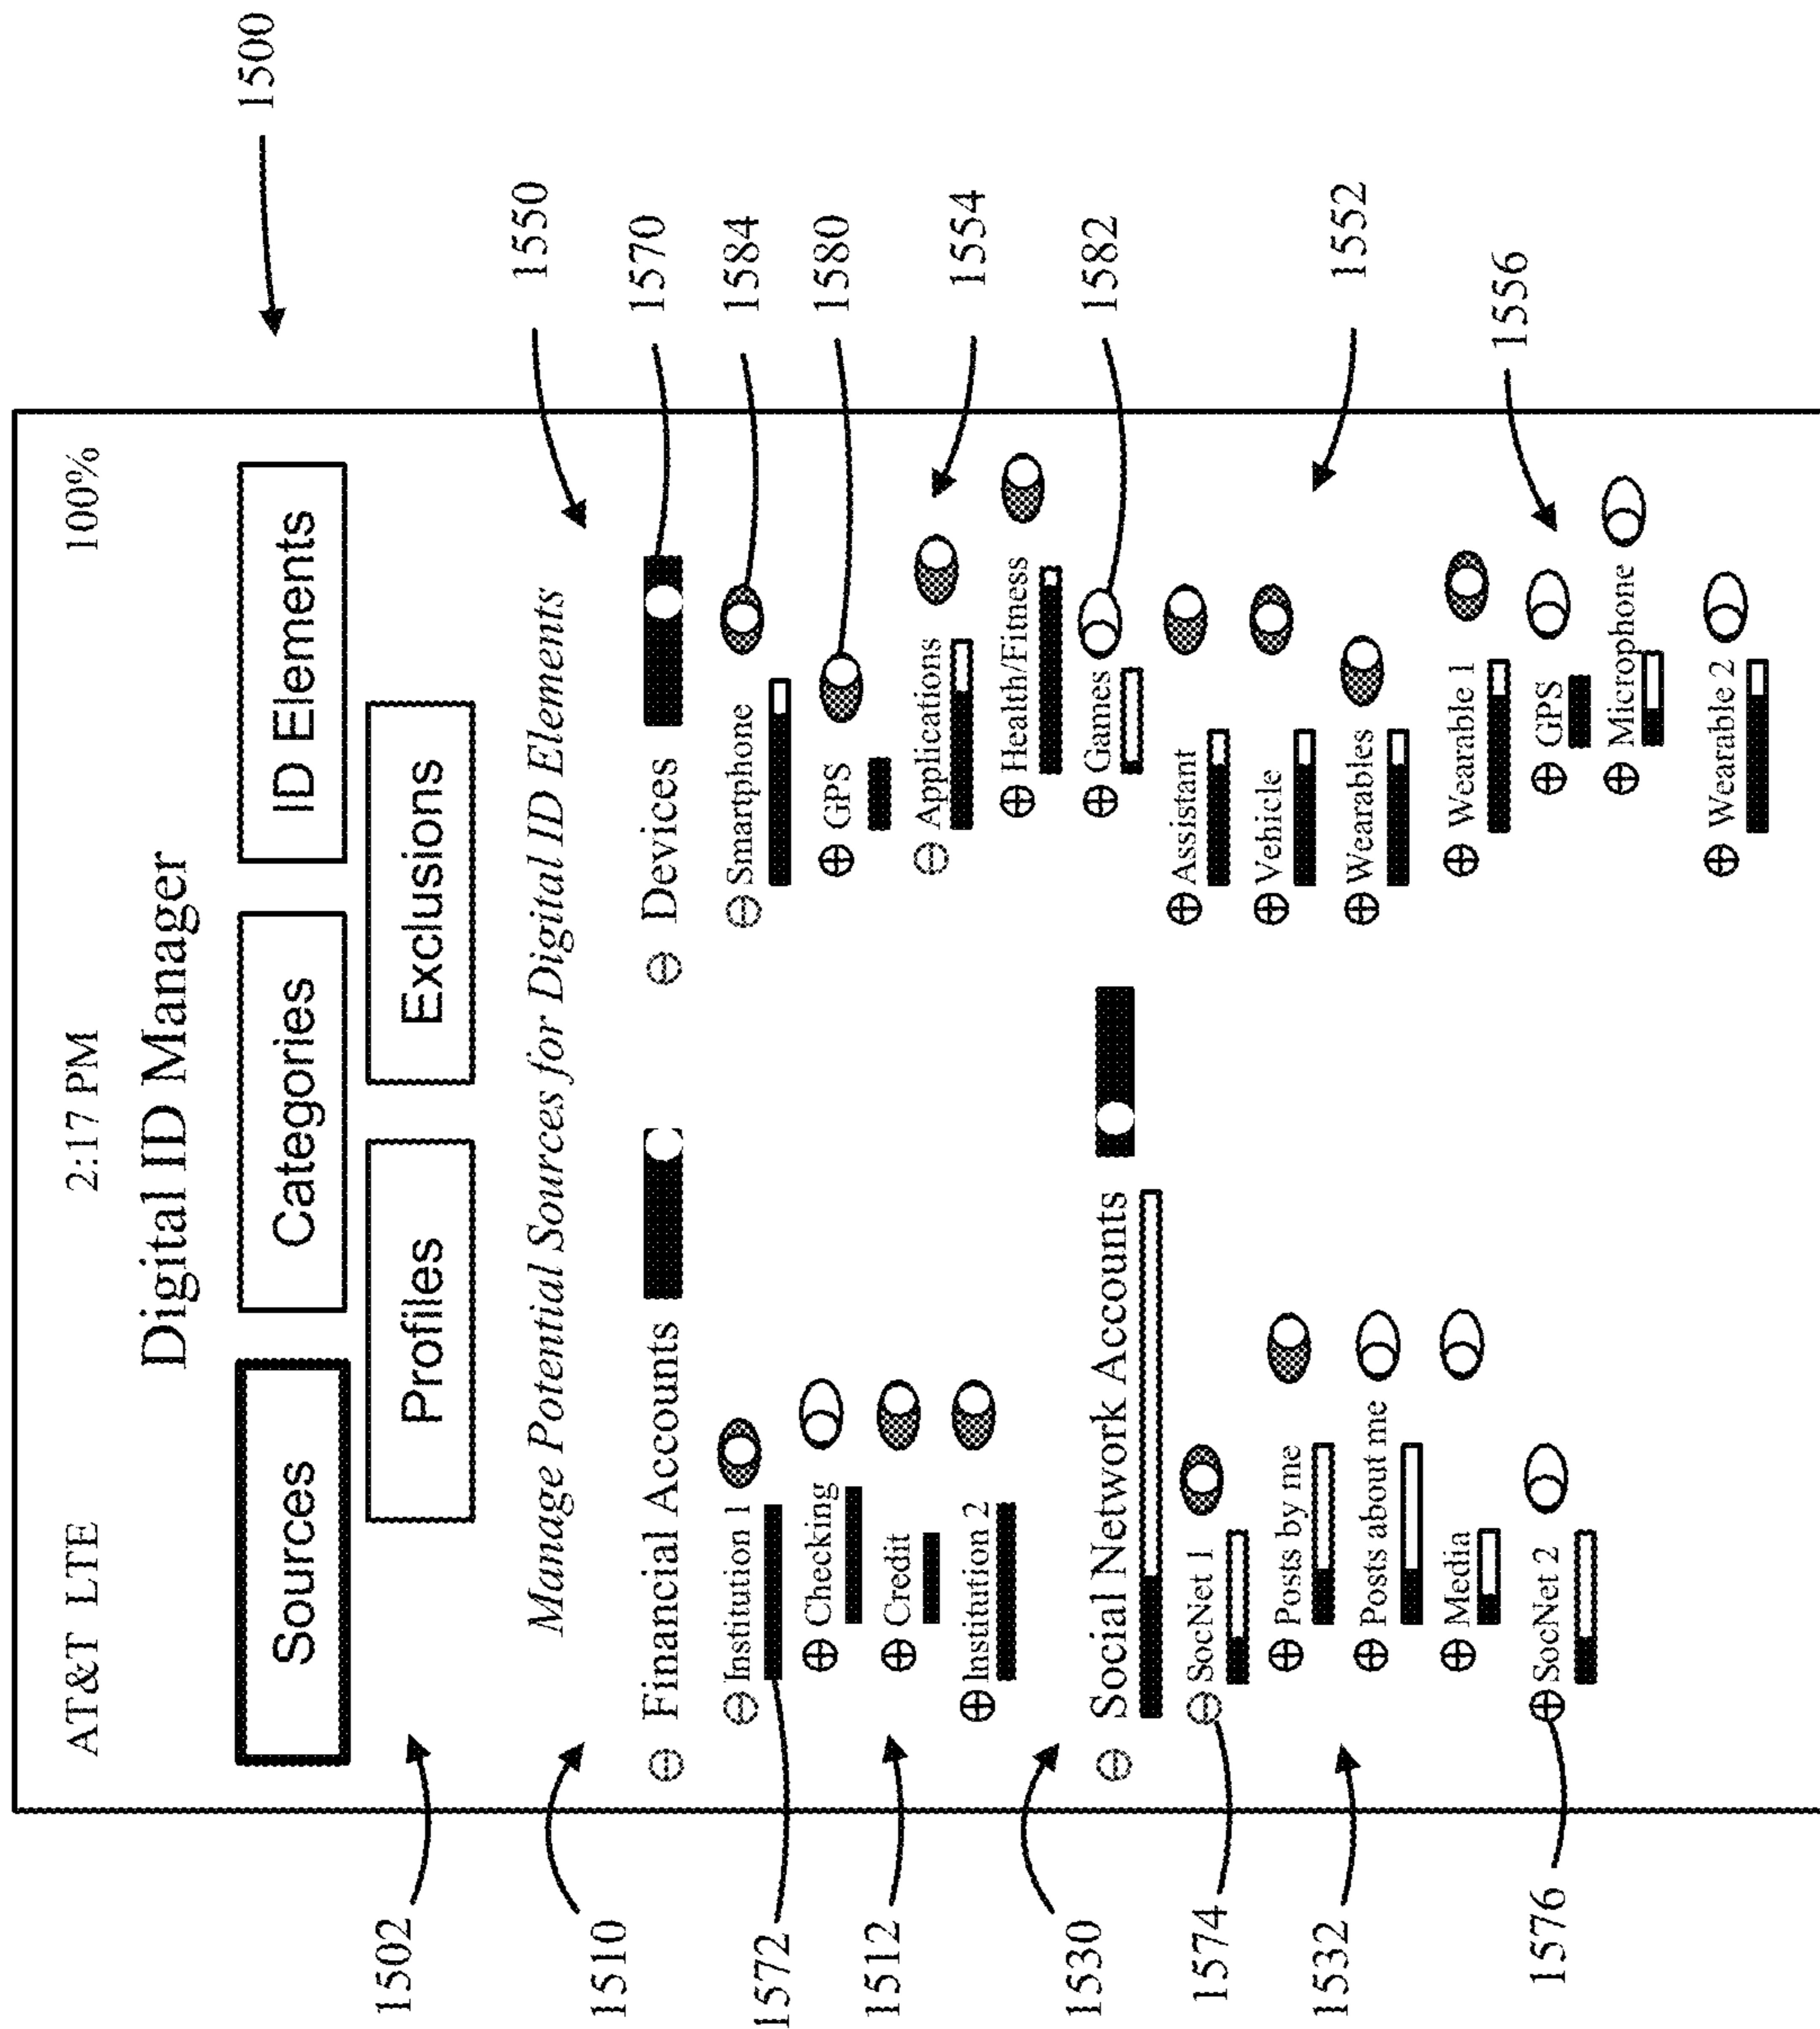 1500
AT&T LTE 2:17 PM 100%
Digital ID Manager
Sources Categories ID Elements
Profiles Exclusions
1502
Manage Potential Sources for Digital ID Elements
1550
1510
Financial Accounts
Devices
1570
Institution 1
Smartphone
1584
1572
Checking
GPS
1580
Credit
Applications
1554
1512
Institution 2
Health/Fitness
1530
Social Network Accounts
Games
1582
SocNet 1
Assistant
1574
Posts by me
Vehicle
1552
Posts about me
Wearables
1532
Media
Wearable 1
SocNet 2
GPS
1556
1576
Microphone
Wearable 2